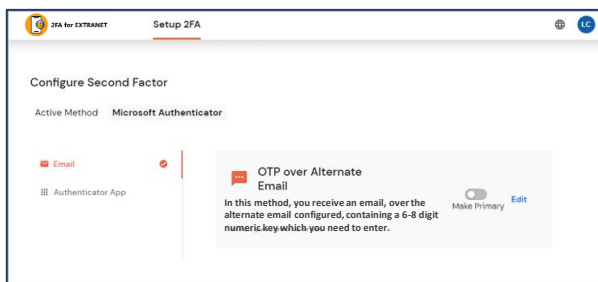 2FA for EXTRANET
Setup 2FA
LC
Configure Second Factor
Active Method Microsoft Authenticator
Email
Authenticator App
OTP over Alternate
Email
In this method, you receive an email, over the
alternate email configured, containing a 6-8 digit
numeric key which you need to enter.
Make Primary
Edit